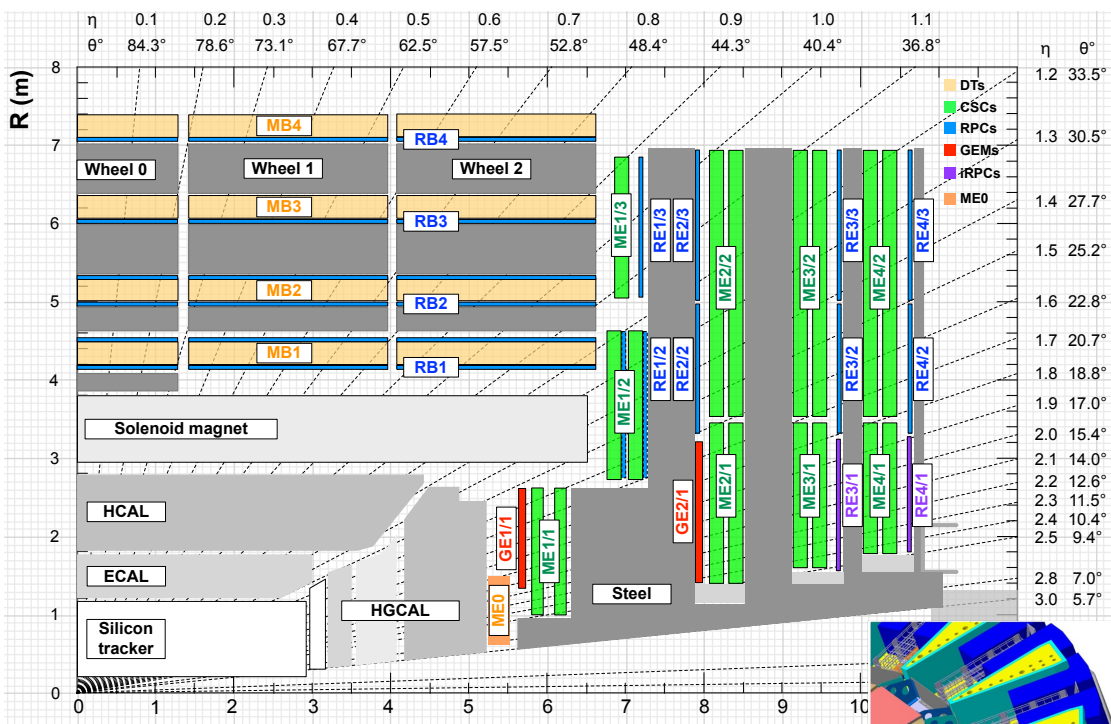 η 0.1 0.2 0.3 0.4 0.5 0.6 0.7 0.8 0.9 1.0 1.1
θ° 84.3° 78.6° 73.1° 67.7° 62.5° 57.5° 52.8° 48.4° 44.3° 40.4° 36.8°
η θ°
R (m)
8
7
6
5
4
3
2
1
0
0 1 2 3 4 5 6 7 8 9 10
1.2 33.5°
1.3 30.5°
1.4 27.7°
1.5 25.2°
1.6 22.8°
1.7 20.7°
1.8 18.8°
1.9 17.0°
2.0 15.4°
2.1 14.0°
2.2 12.6°
2.3 11.5°
2.4 10.4°
2.5 9.4°
2.8 7.0°
3.0 5.7°
DTs
CSCs
RPCs
GEMs
iRPCs
ME0
MB4
RB4
Wheel 0
Wheel 1
Wheel 2
MB3
RB3
MB2
RB2
MB1
RB1
Solenoid magnet
HCAL
ECAL
HGCAL
Silicon
tracker
Steel
ME1/3
RE1/3
RE2/3
ME2/2
ME3/2
RE3/3
ME4/2
RE4/3
ME1/2
RE1/2
RE2/2
RE3/2
RE4/2
GE1/1
ME1/1
ME0
GE2/1
ME2/1
ME3/1
RE3/1
ME4/1
RE4/1